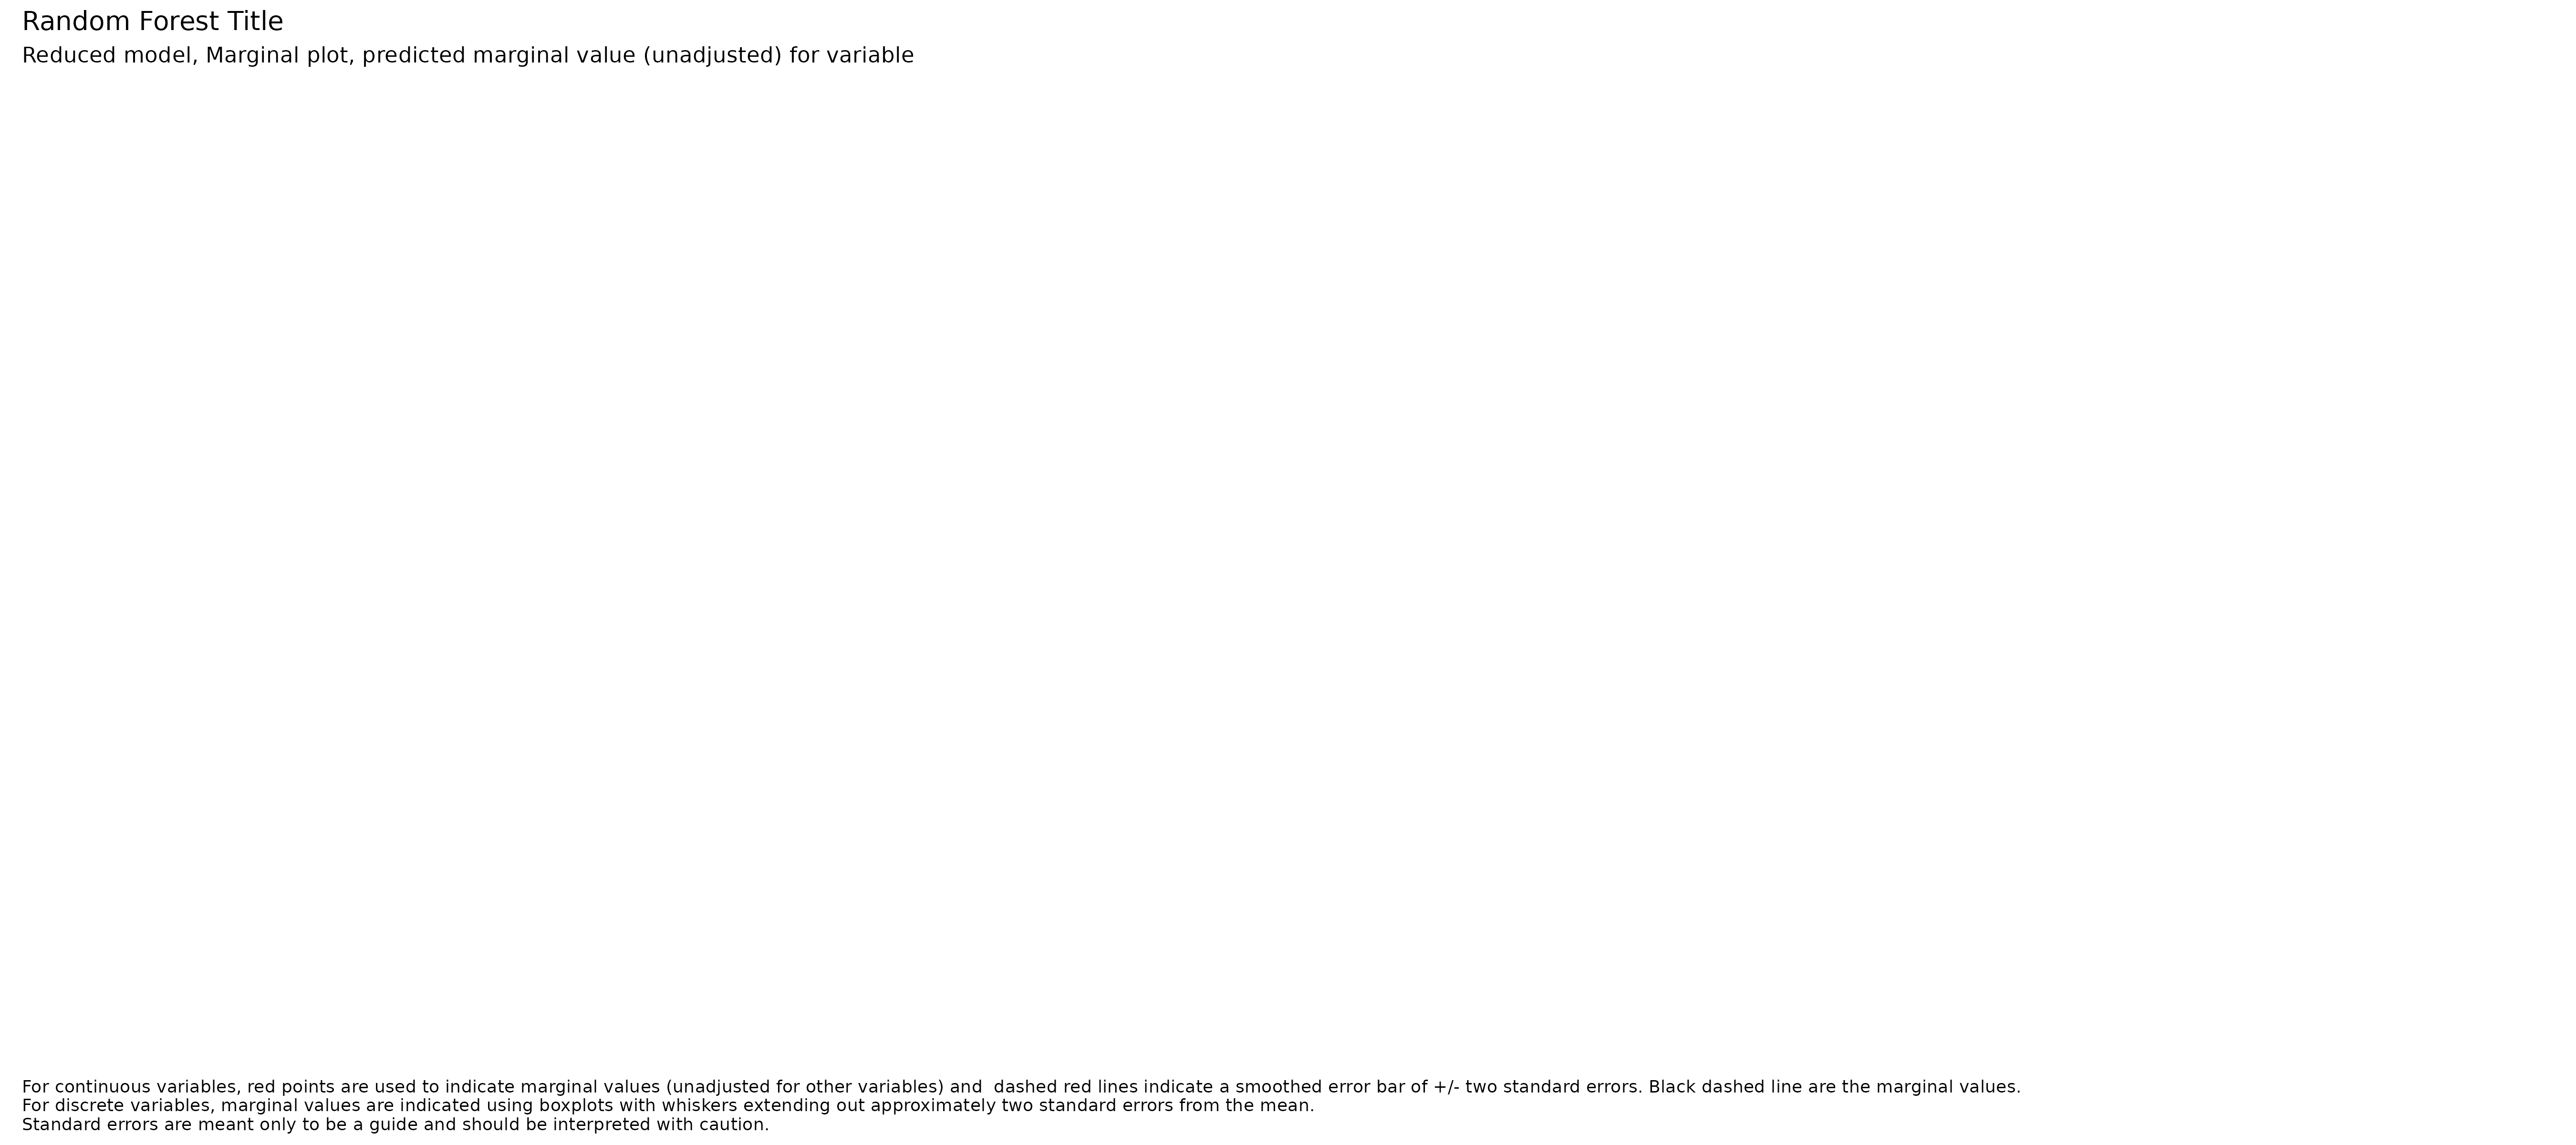 Random Forest Title
Reduced model, Marginal plot, predicted marginal value (unadjusted) for variable
For continuous variables, red points are used to indicate marginal values (unadjusted for other variables) and  dashed red lines indicate a smoothed error bar of +/- two standard errors. Black dashed line are the marginal values.
For discrete variables, marginal values are indicated using boxplots with whiskers extending out approximately two standard errors from the mean.
Standard errors are meant only to be a guide and should be interpreted with caution.